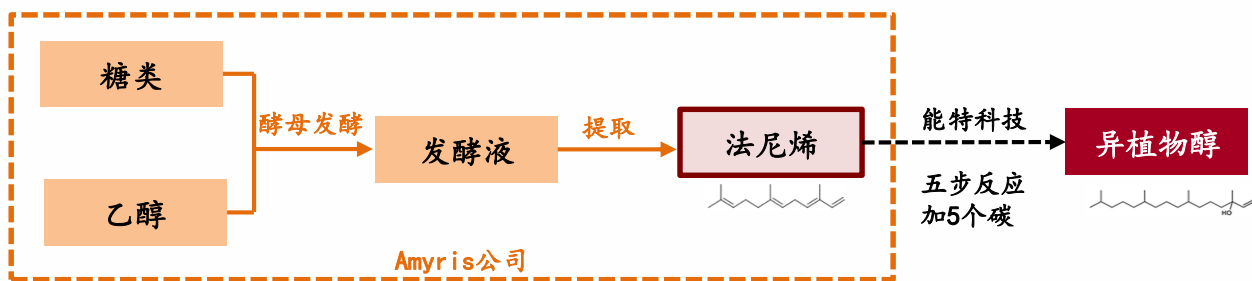 糖类
乙醇
酵母发酵
发酵液
提取
法尼烯
能特科技
五步反应
加5个碳
异植物醇
HO
Amyris公司